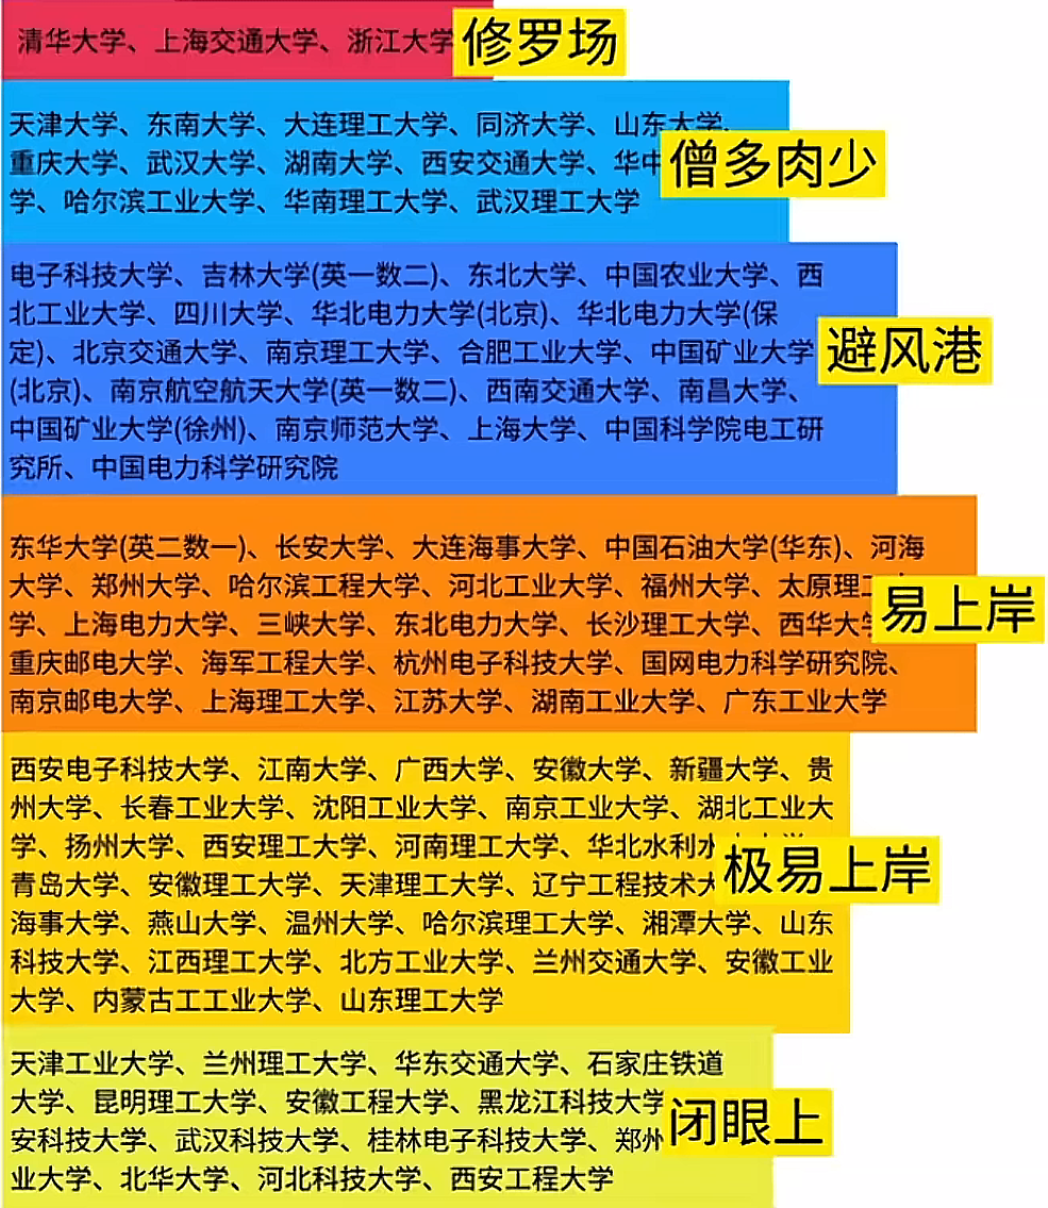 清华大学、上海交通大学、浙江大学
修罗场
天津大学、东南大学、大连理工大学、同济大学、山东大学、
重庆大学、武汉大学、湖南大学、西安交通大学、华中
学、哈尔滨工业大学、华南理工大学、武汉理工大学
僧多肉少
电子科技大学、吉林大学(英一数二)、东北大学、中国农业大学、西
北工业大学、四川大学、华北电力大学(北京)、华北电力大学(保
定)、北京交通大学、南京理工大学、合肥工业大学、中国矿业大学
(北京)、南京航空航天大学(英一数二)、西南交通大学、南昌大学、
中国矿业大学(徐州)、南京师范大学、上海大学、中国科学院电工研
究所、中国电力科学研究院
避风港
东华大学(英二数一)、长安大学、大连海事大学、中国石油大学(华东)、河海
大学、郑州大学、哈尔滨工程大学、河北工业大学、福州大学、太原理
学、上海电力大学、三峡大学、东北电力大学、长沙理工大学、西华大学
重庆邮电大学、海军工程大学、杭州电子科技大学、国网电力科学研究院、
南京邮电大学、上海理工大学、江苏大学、湖南工业大学、广东工业大学
易上岸
西安电子科技大学、江南大学、广西大学、安徽大学、新疆大学、贵
州大学、长春工业大学、沈阳工业大学、南京工业大学、湖北工业大
学、扬州大学、西安理工大学、河南理工大学、华北水利水
青岛大学、安徽理工大学、天津理工大学、辽宁工程技术大
海事大学、燕山大学、温州大学、哈尔滨理工大学、湘潭大学、山东
科技大学、江西理工大学、北方工业大学、兰州交通大学、安徽工业
大学、内蒙古工工业大学、山东理工大学
极易上岸
天津工业大学、兰州理工大学、华东交通大学、石家庄铁道
大学、昆明理工大学、安徽工程大学、黑龙江科技大学
安科技大学、武汉科技大学、桂林电子科技大学、郑州
业大学、北华大学、河北科技大学、西安工程大学
闭眼上